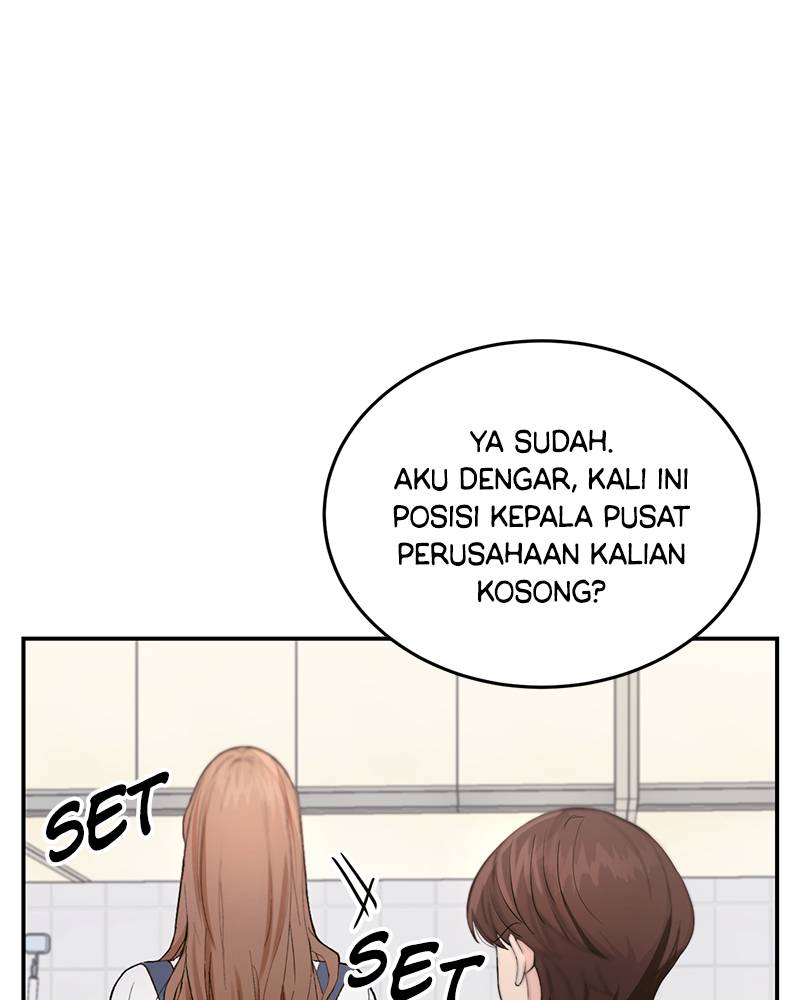 YA SUDAH.
AKU DENGAR, KALI INI
POSISI KEPALA PUSAT
PERUSAHAAN KALIAN
KOSONG?
SET
SET